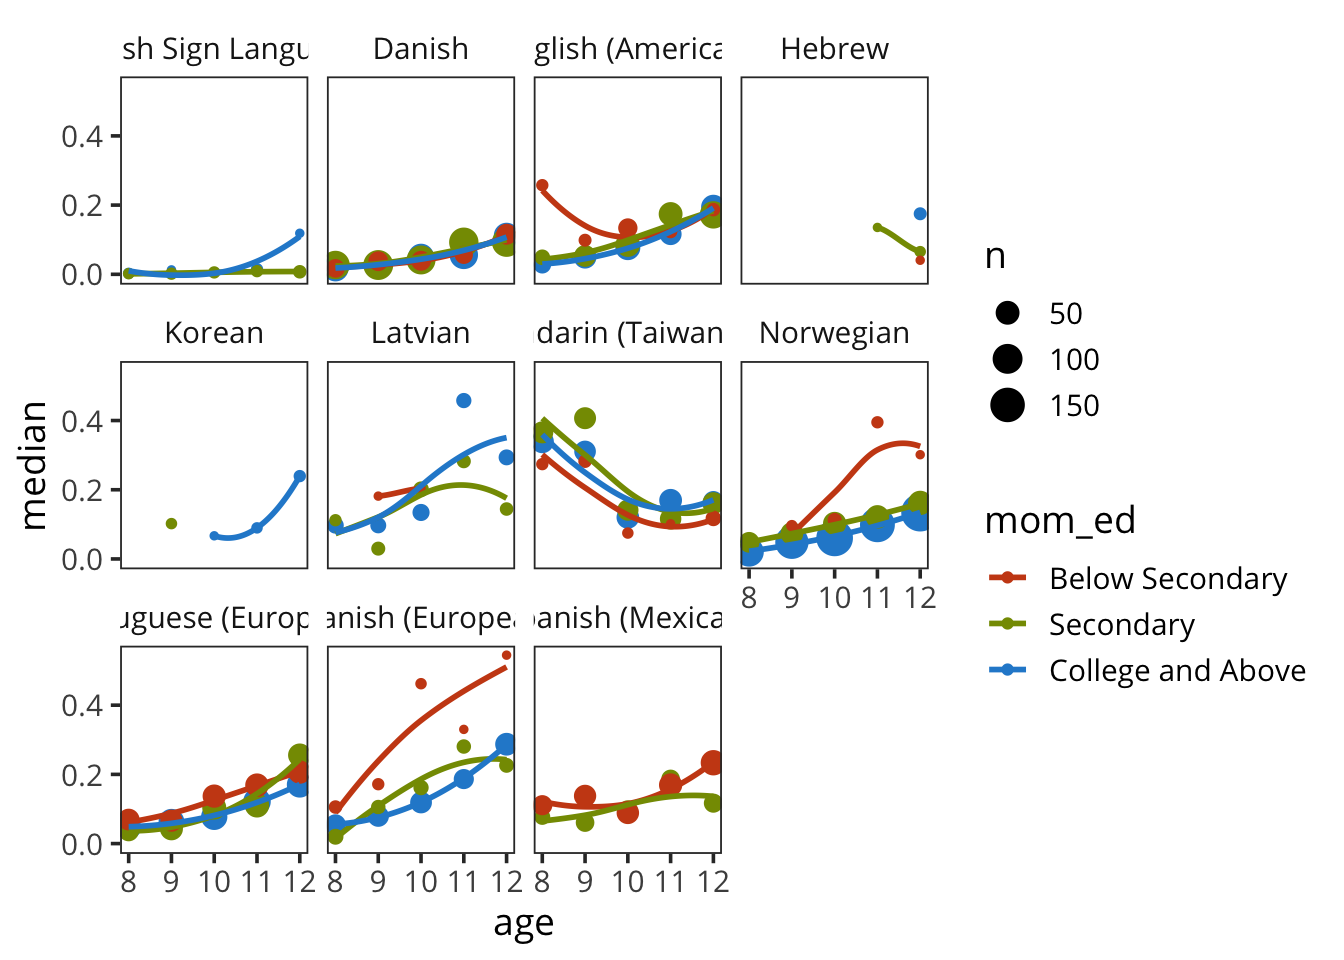 sh Sign Langu Danish glish (America Hebrew
0.4
0.2
0.0
Korean Latvian darin (Taiwan Norwegian
0.4
0.2
0.0
8 9 10 11 12
uguese (Europ anish (Europea panish (Mexica
0.4
0.2
0.0
8 9 10 11 12 8 9 10 11 12 8 9 10 11 12
age
median
n
50
100
150
mom_ed
Below Secondary
Secondary
College and Above